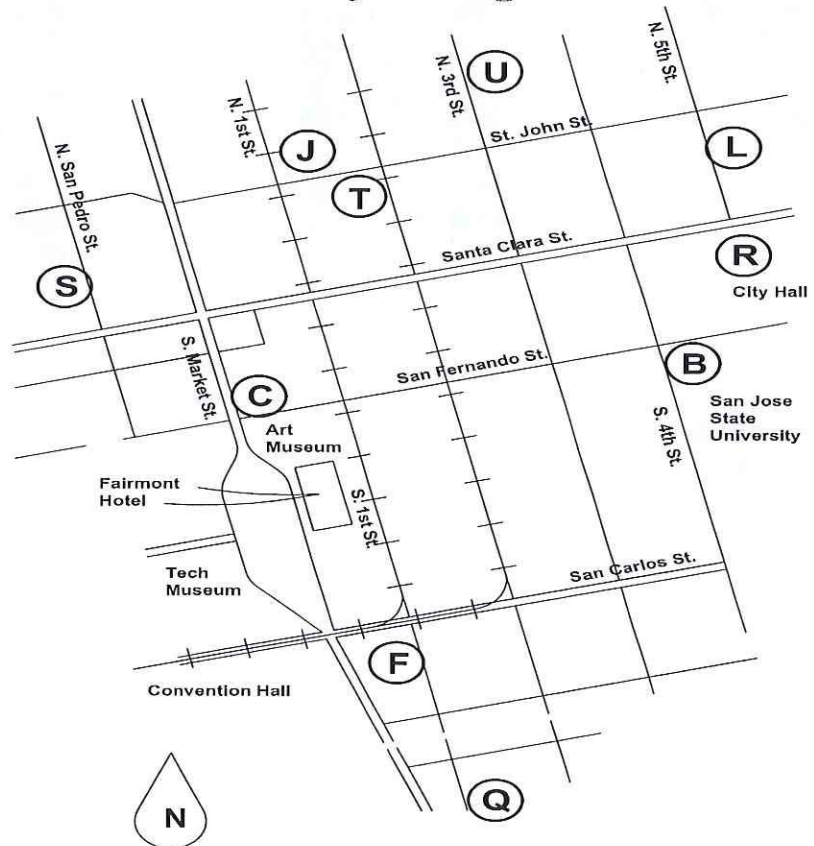 N. 5th St.
U
N. 3rd St.
N. 1st St.
St. John St.
J
L
N. San Pedro St.
T
Santa Clara St.
R
S
City Hall
S. Market St.
San Fernando St.
B
C
San Jose
State
University
Art
Museum
S. 4th St.
Fairmont
Hotel
S. 1st St.
San Carlos St.
Tech
Museum
F
Convention Hall
Q
N